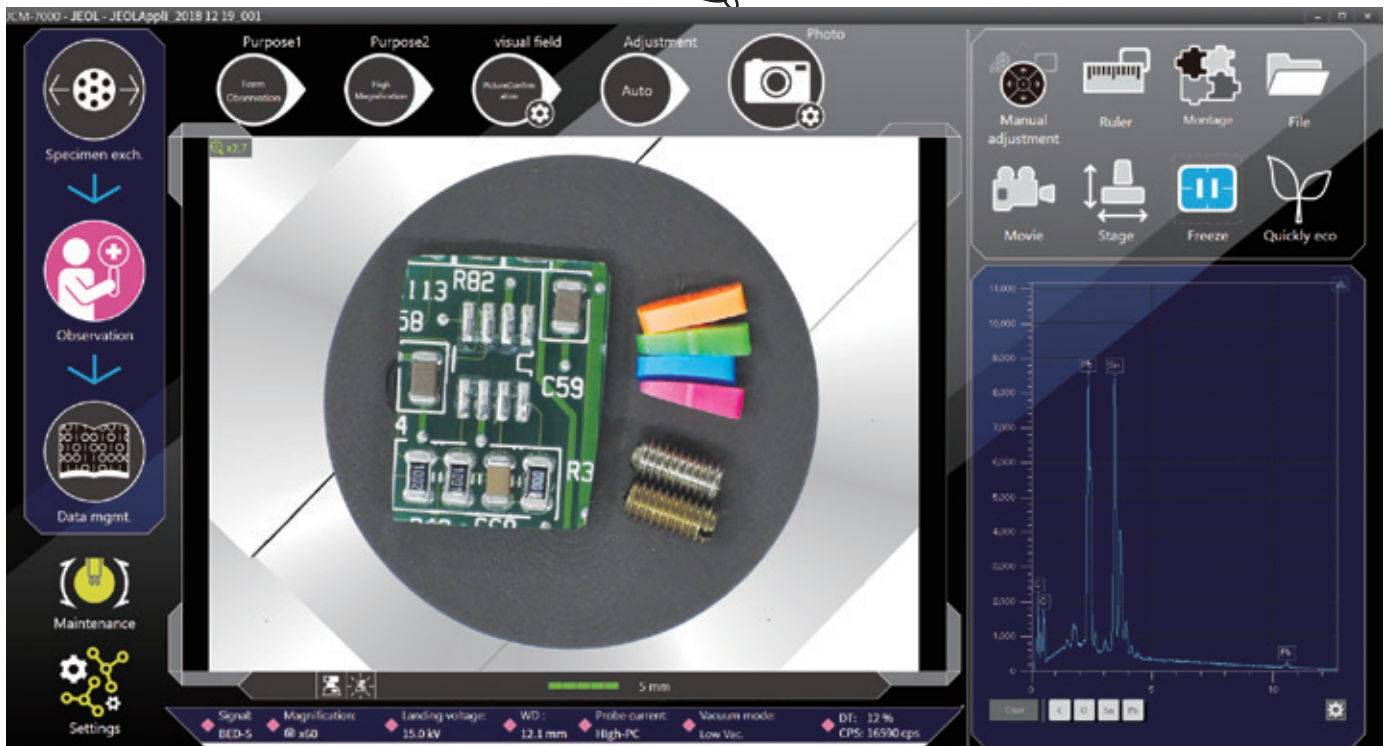 JCM-7000 - JEOL - JEOLAppli_2018 12 19_001
Purpose1
Purpose2
visual field
Adjustment
Photo
Form
Observation
High
Magnification
PictureConfirm
ation
Auto
Specimen exch.
Observation
Data mgmt.
Maintenance
Settings
x2,7
R82
113
58
C59
4
R3
5 mm
Manual
adjustment
Ruler
Montage
File
Movie
Stage
Freeze
Quickly eco
11,000
10,000
9,000
8,000
7,000
6,000
5,000
4,000
3,000
2,000
1,000
0
Pb
Sn
C
O
Pb
0
5
10
Clear
C
O
Sn
Pb
Signal:
BED-S
Magnification:
x60
Landing voltage:
15.0 kV
WD :
12.1 mm
Probe current:
High-PC
Vacuum mode:
Low Vac.
DT: 12 %
CPS: 16590 cps